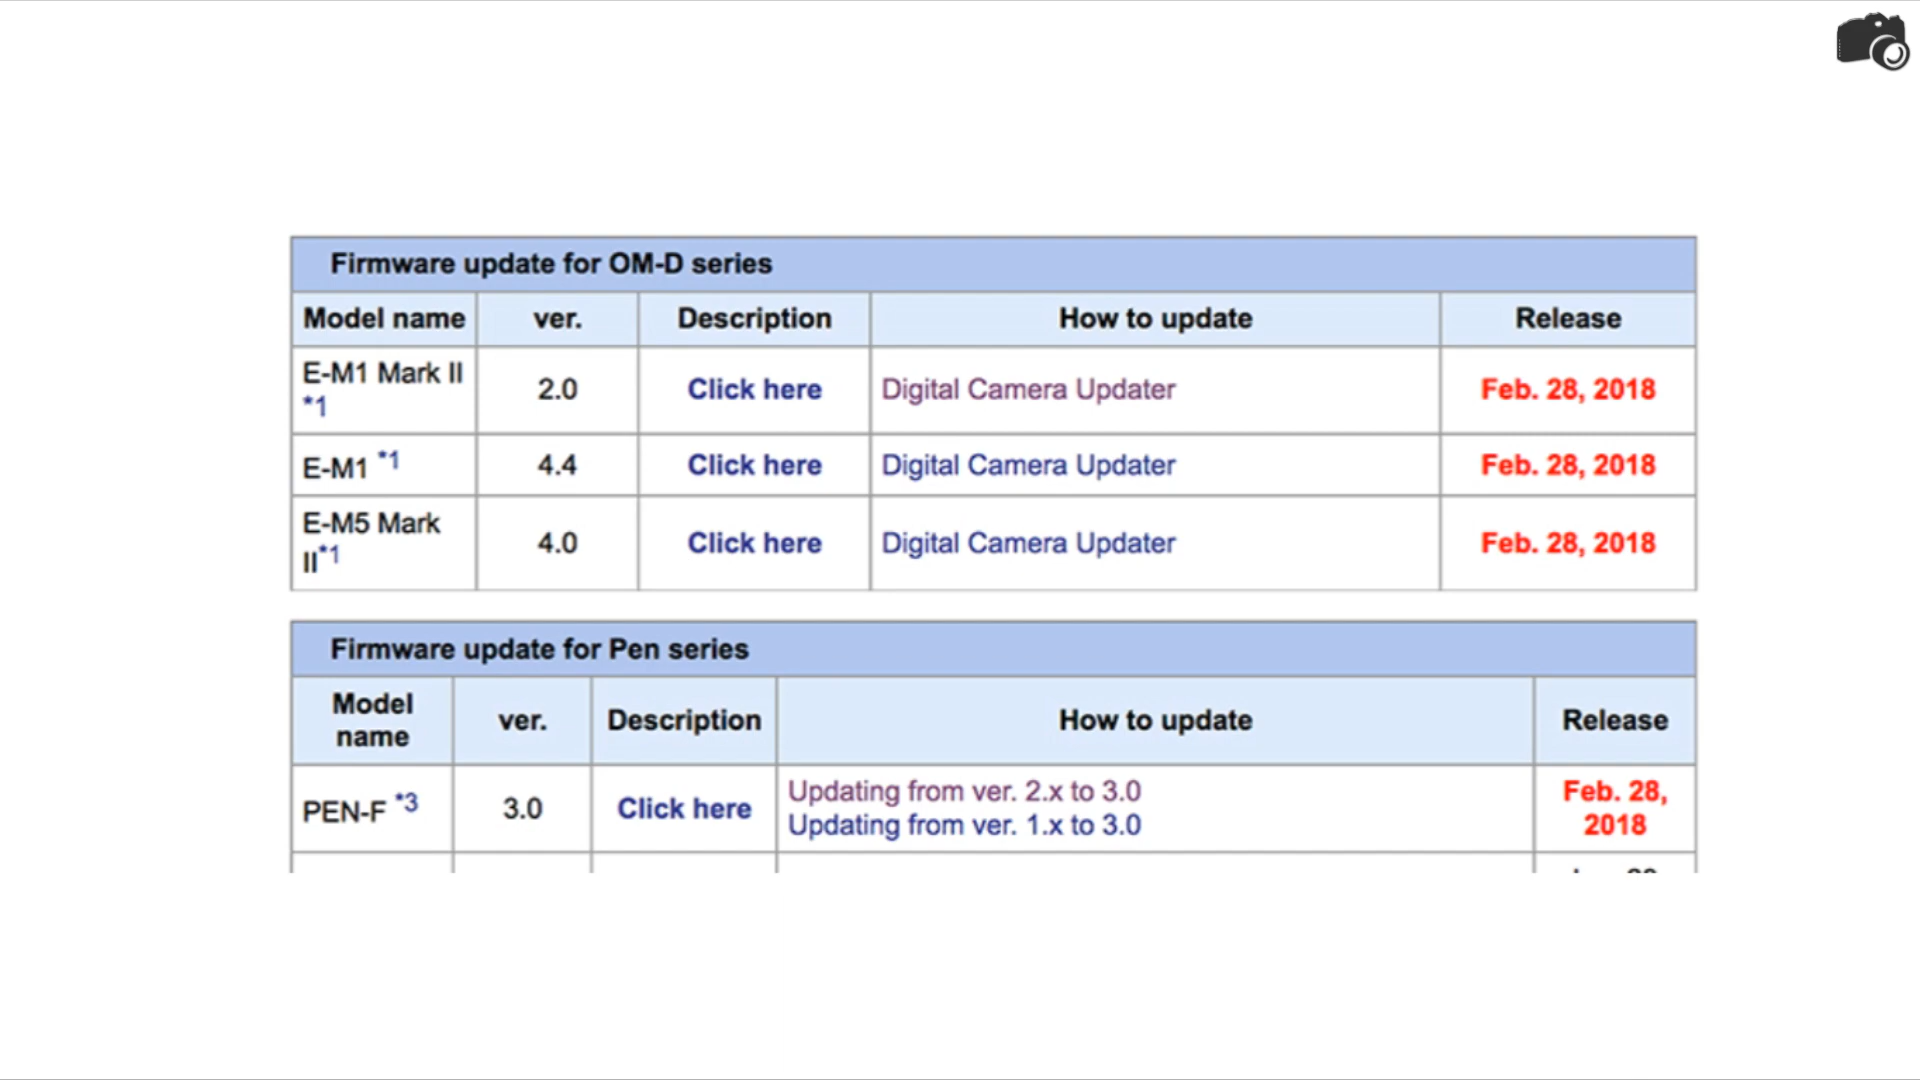 Firmware update for OM-D series
Model name ver. Description How to update Release
E-M1 Mark II
*1 2.0 Click here Digital Camera Updater Feb. 28, 2018
E-M1 *1 4.4 Click here Digital Camera Updater Feb. 28, 2018
E-M5 Mark
II*1 4.0 Click here Digital Camera Updater Feb. 28, 2018
Firmware update for Pen series
Model
name ver. Description How to update Release
PEN-F *3 3.0 Click here Updating from ver. 2.x to 3.0 Feb. 28,
Updating from ver. 1.x to 3.0 2018